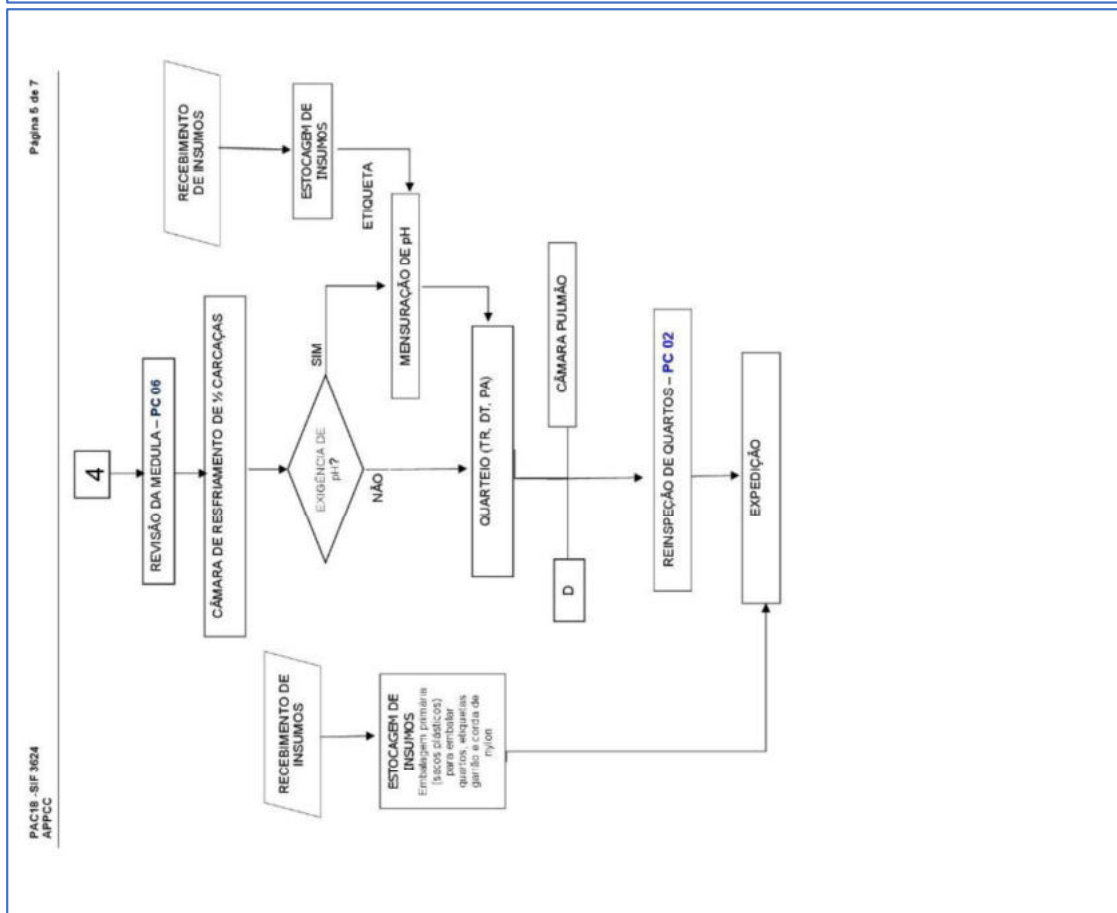 PAC18 -SIF 3624
APPCC
Página 5 de 7
4
REVISÃO DA MEDULA – PC 06
CÂMARA DE RESFRIAMENTO DE ½ CARCAÇAS
EXIGÊNCIA DE
pH?
SIM
NÃO
RECEBIMENTO
DE INSUMOS
ESTOCAGEM DE
INSUMOS
ETIQUETA
MENSURAÇÃO DE pH
QUARTEIO (TR, DT, PA)
D
CÂMARA PULMÃO
RECEBIMENTO DE
INSUMOS
ESTOCAGEM DE
INSUMOS
Embalagem primária
(sacos plásticos)
para embalar
quartos, etiquetas
garrão e corda de
nylon
REINSPEÇÃO DE QUARTOS – PC 02
EXPEDIÇÃO